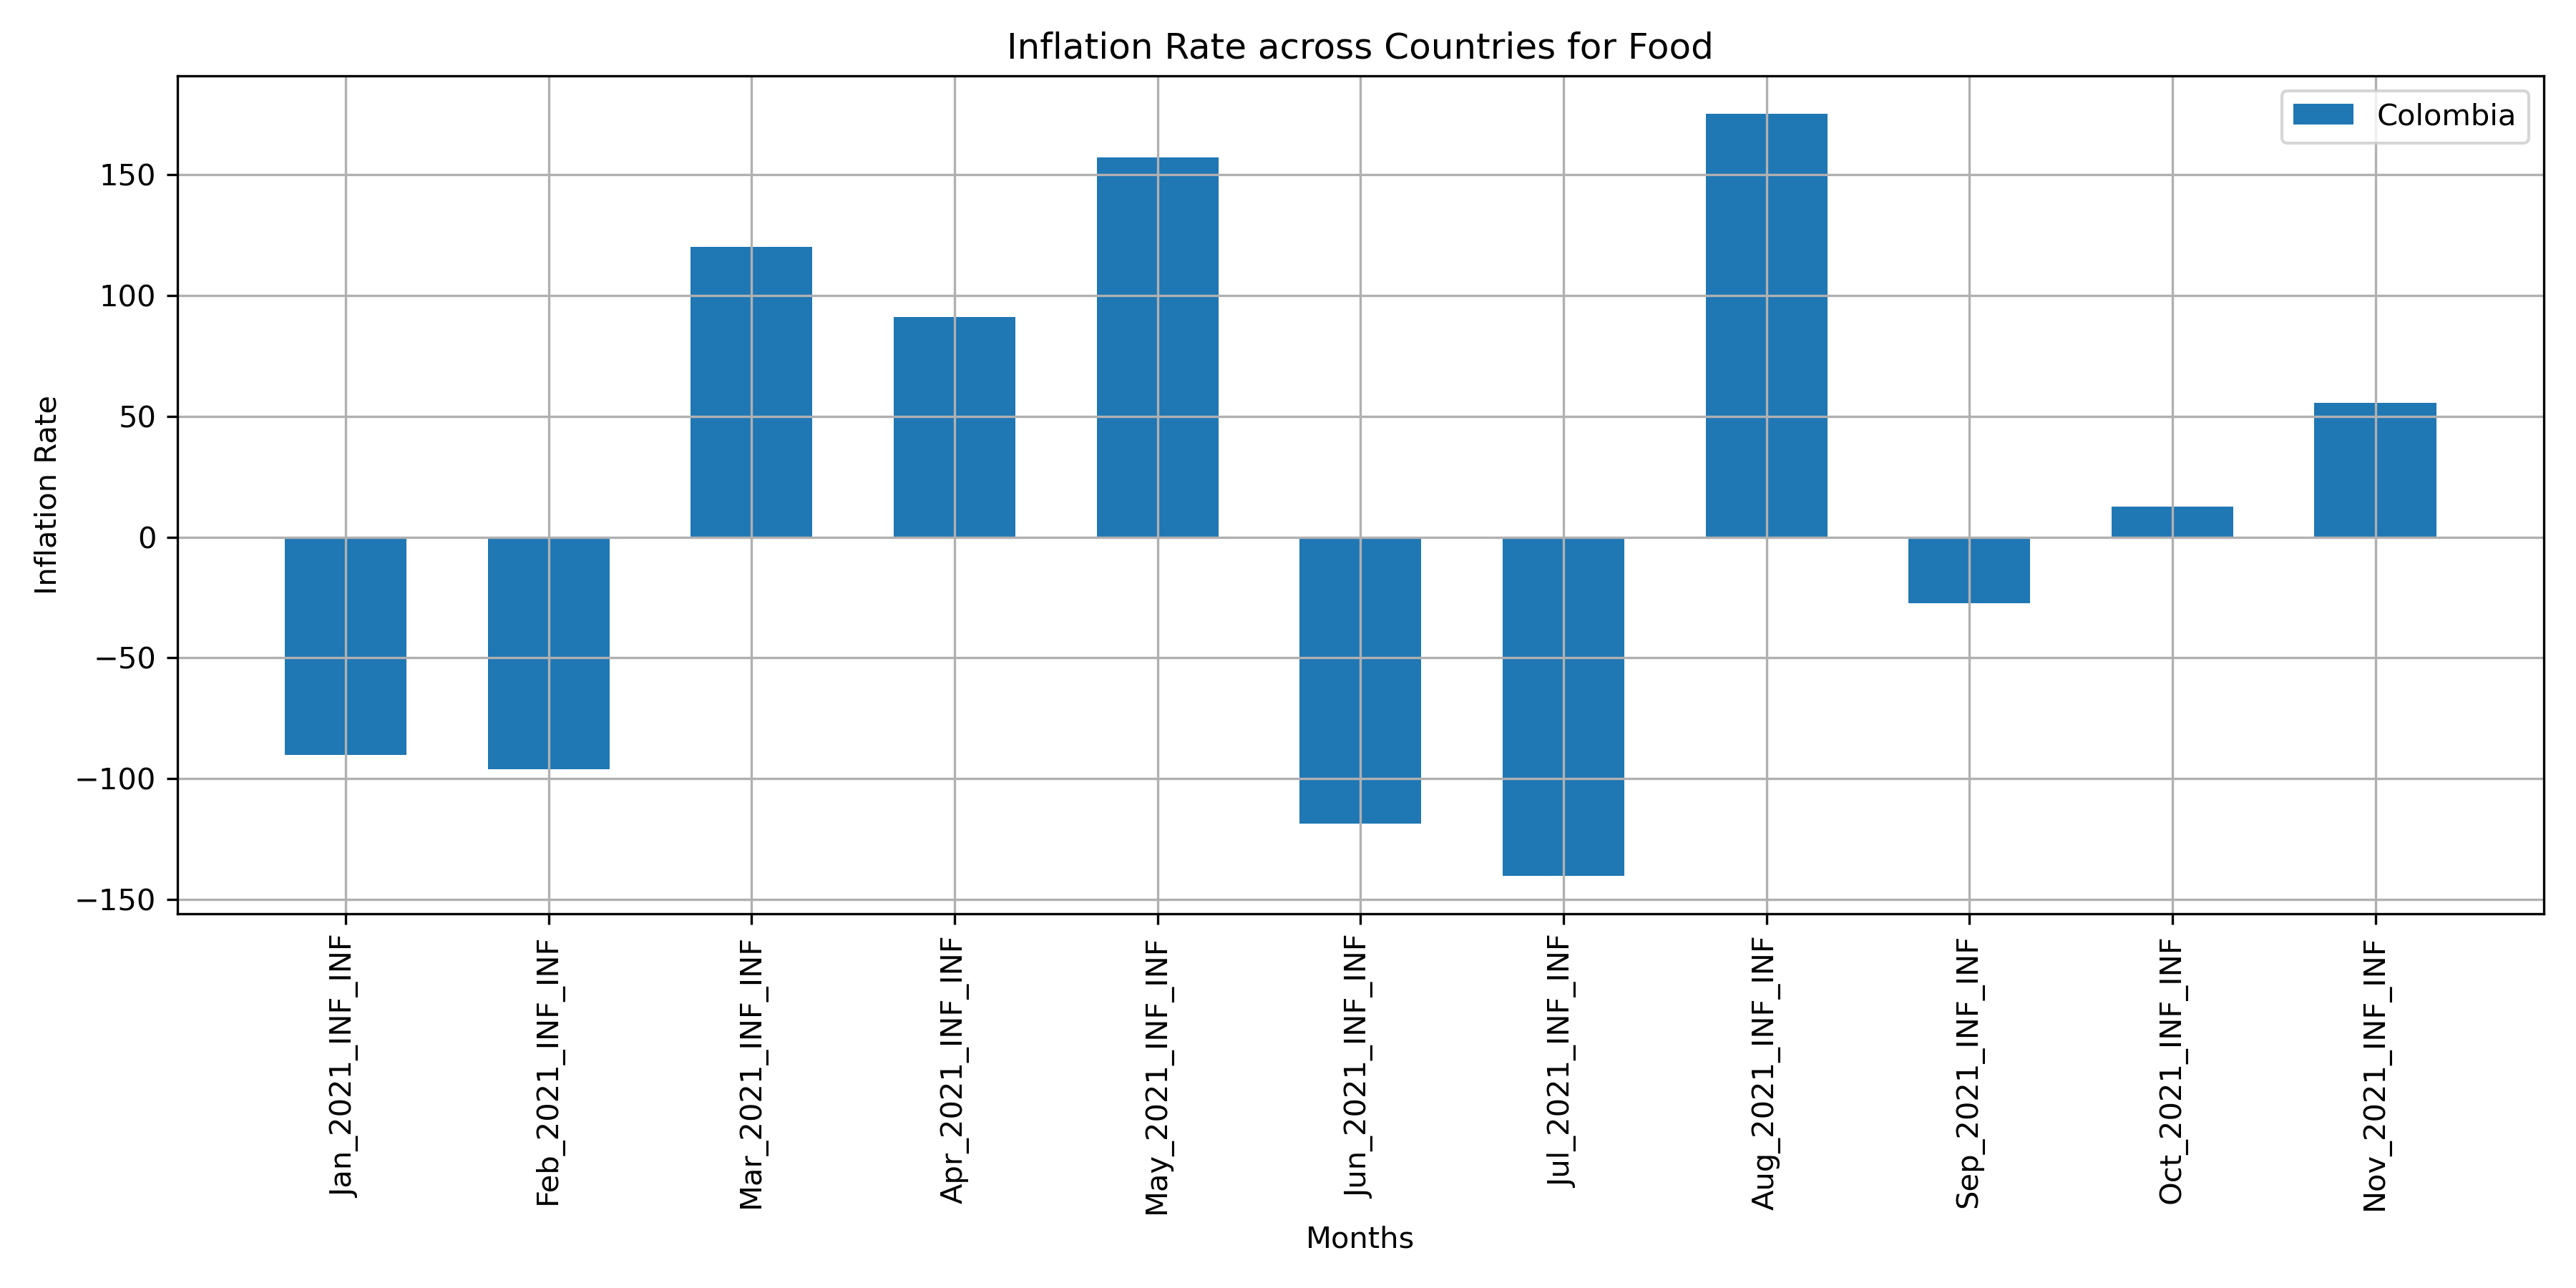 Inflation Rate across Countries for Food
Colombia
Inflation Rate
150
100
50
0
−50
−100
−150
Jan_2021_INF_INF
Feb_2021_INF_INF
Mar_2021_INF_INF
Apr_2021_INF_INF
May_2021_INF_INF
Jun_2021_INF_INF
Jul_2021_INF_INF
Aug_2021_INF_INF
Sep_2021_INF_INF
Oct_2021_INF_INF
Nov_2021_INF_INF
Months